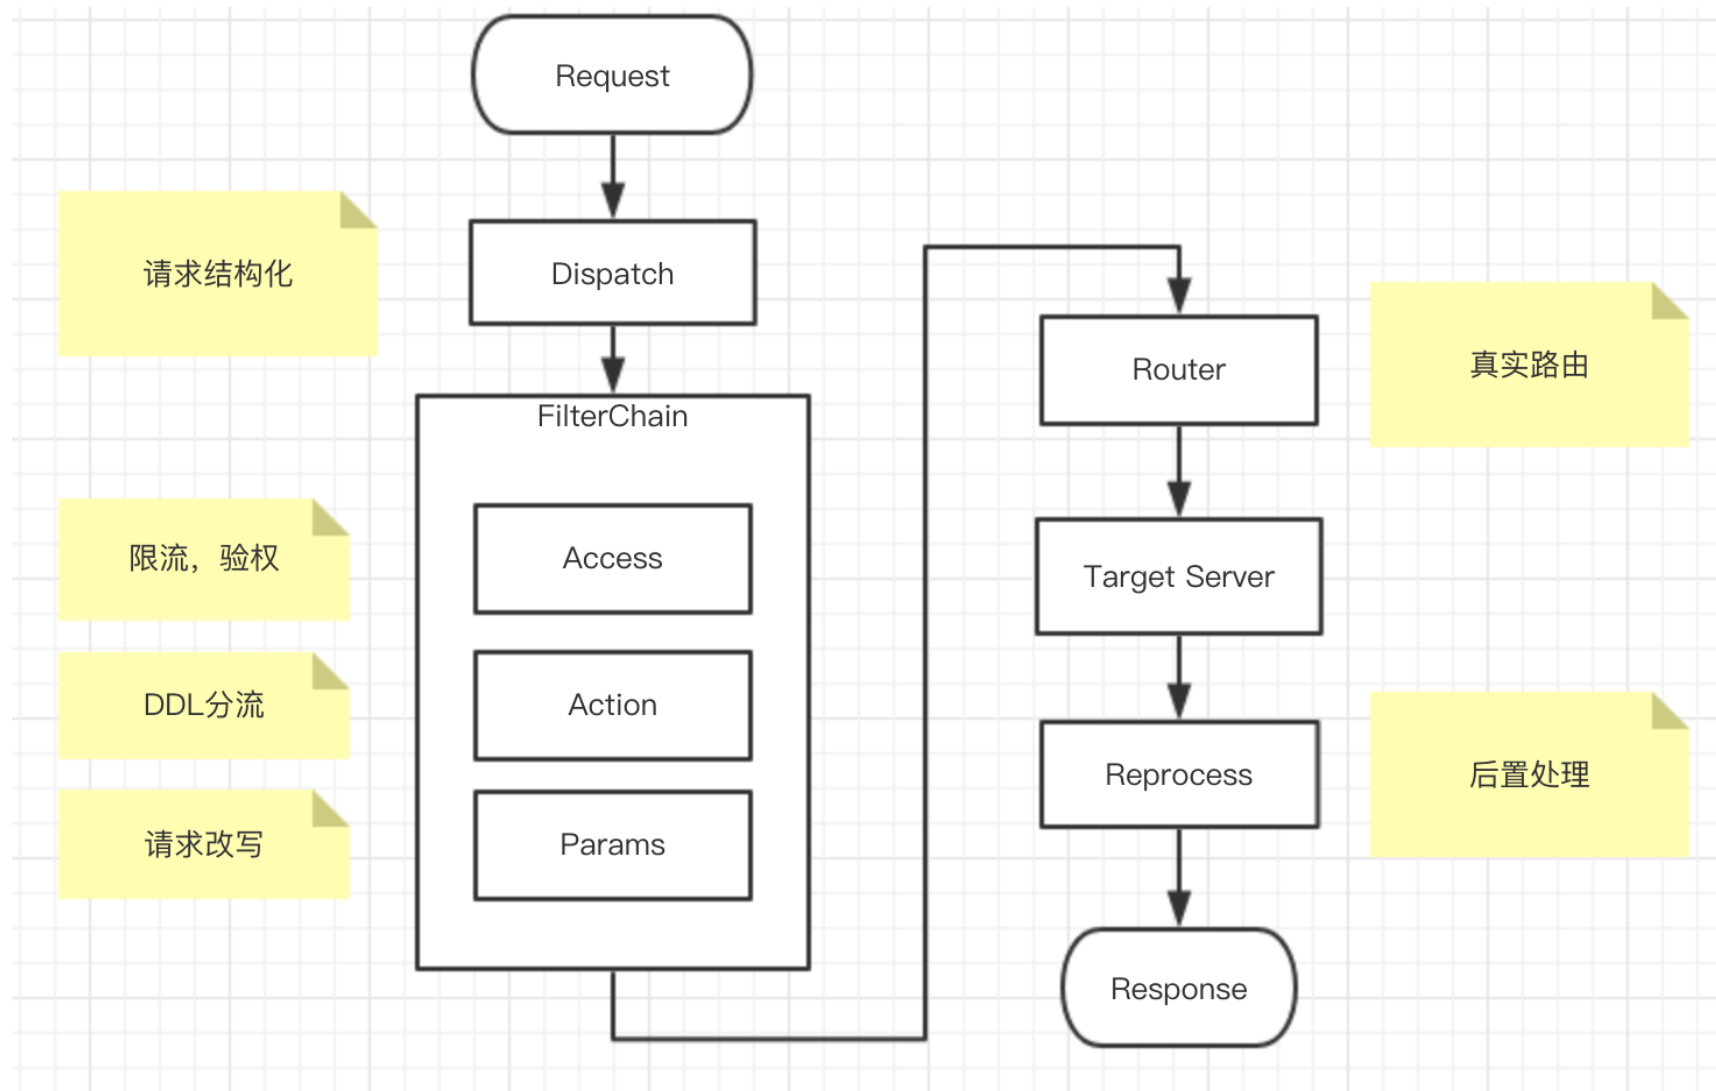 Request
请求结构化
Dispatch
FilterChain
限流，验权
Access
DDL分流
Action
请求改写
Params
Router
真实路由
Target Server
Reprocess
后置处理
Response